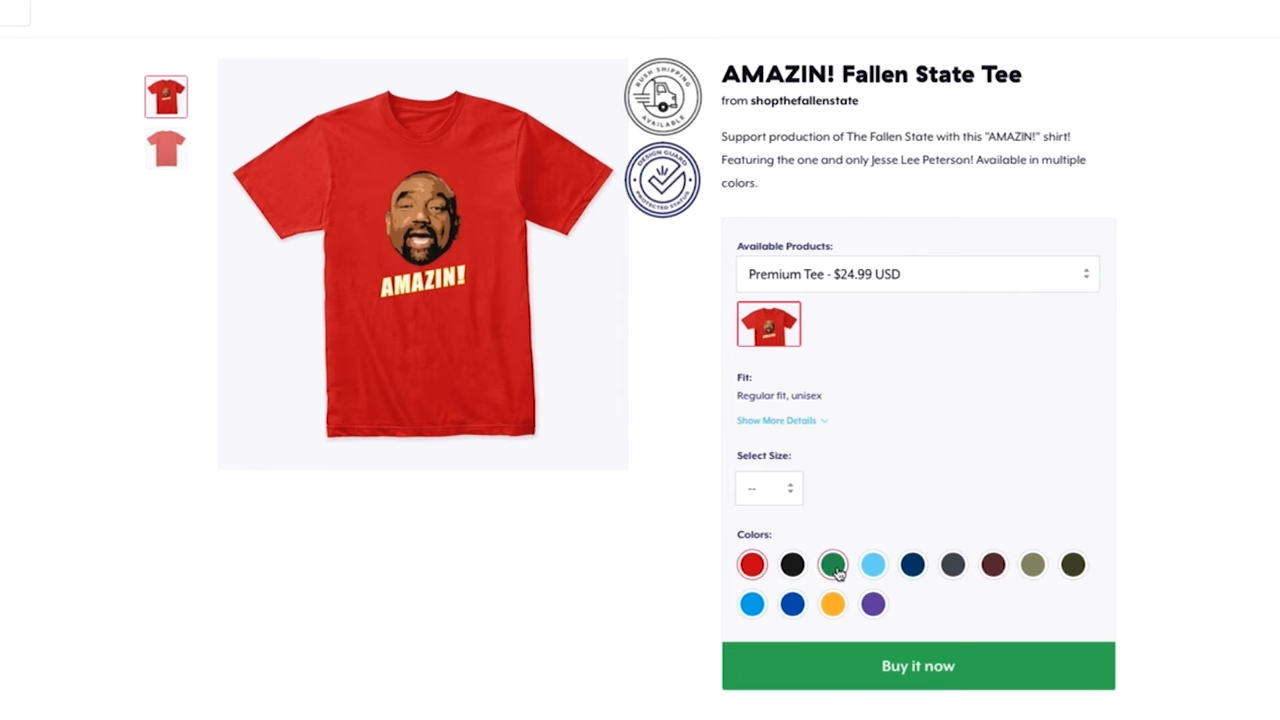 AMAZIN!
RUSH SHIPPING
AVAILABLE
DESIGN GUARD
PROTECTED STATUS
AMAZIN! Fallen State Tee
from shopthefallenstate
Support production of The Fallen State with this "AMAZIN!" shirt!
Featuring the one and only Jesse Lee Peterson! Available in multiple
colors.
Available Products:
Premium Tee - $24.99 USD
AMAZIN!
Fit:
Regular fit, unisex
Show More Details
Select Size:
--
Colors:
Buy it now